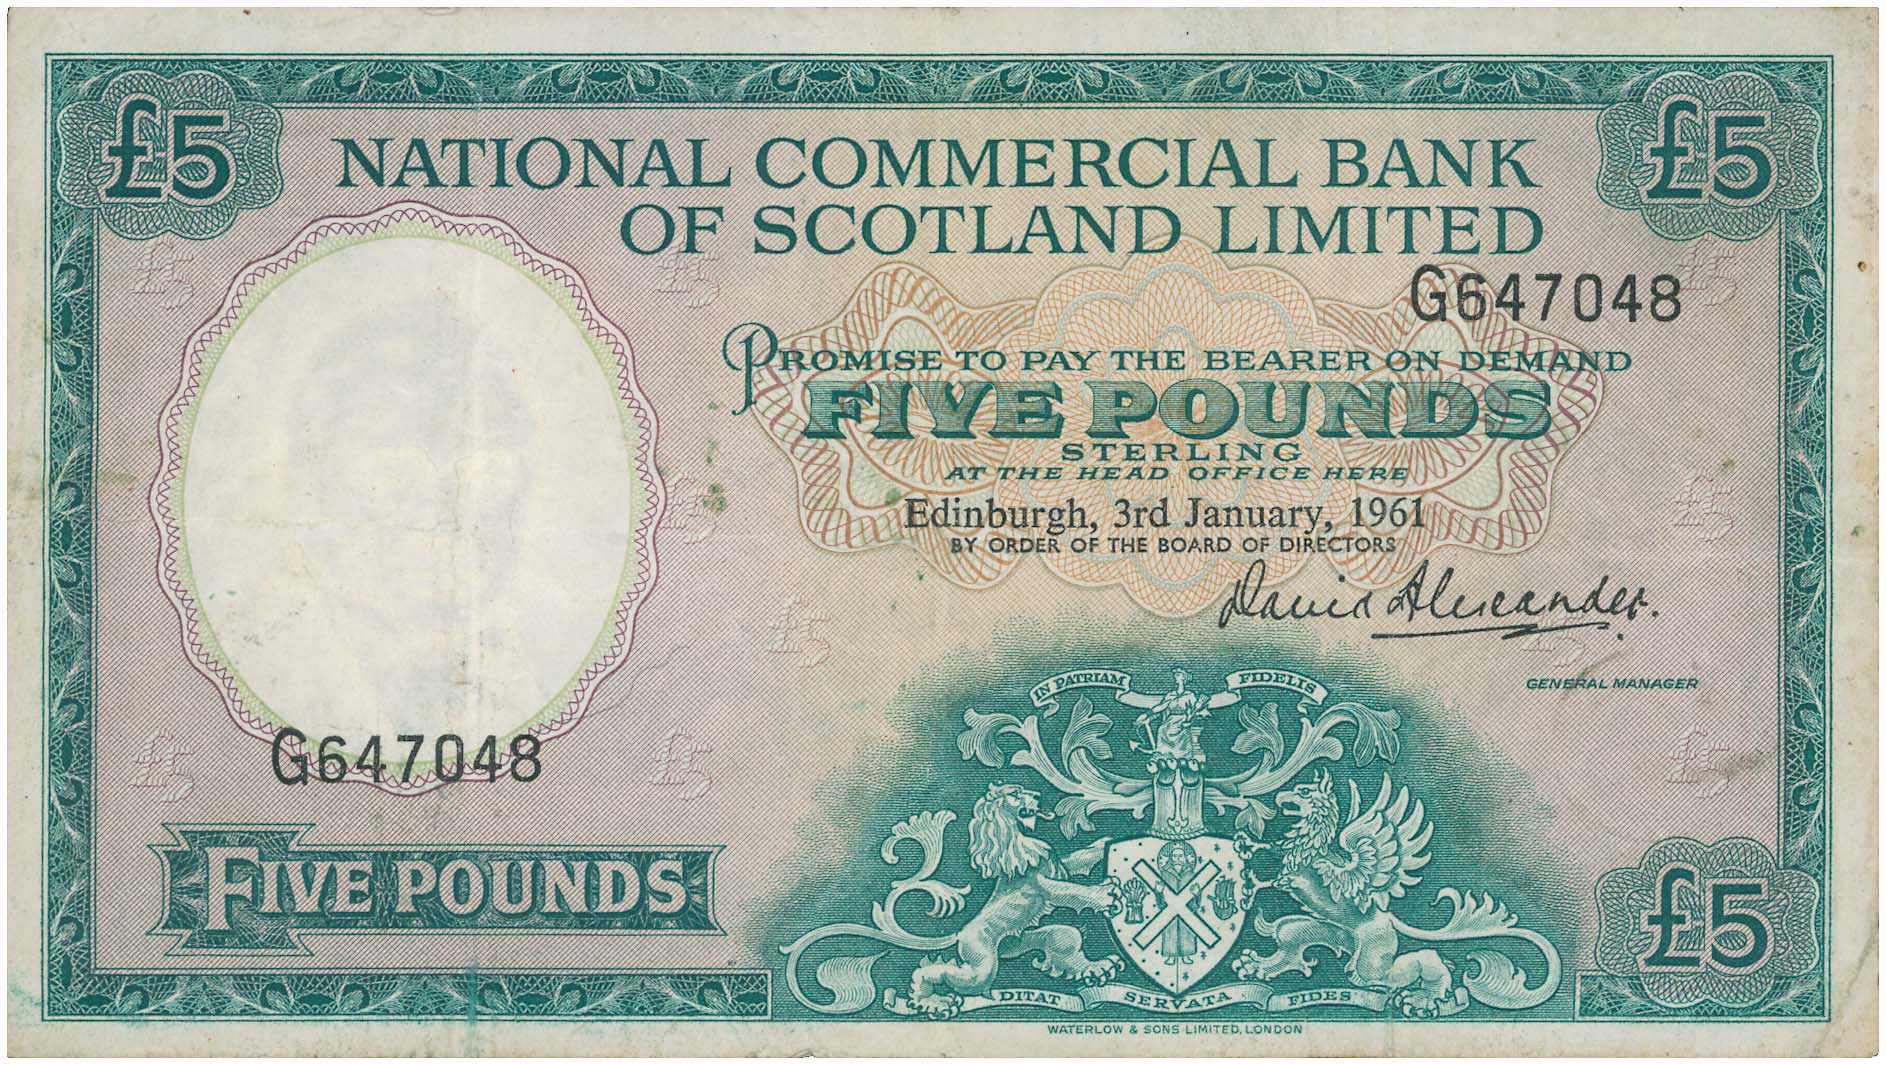 £5
£5
NATIONAL COMMERCIAL BANK
OF SCOTLAND LIMITED
G647048
PROMISE TO PAY THE BEARER ON DEMAND
FIVE POUNDS
STERLING
AT THE HEAD OFFICE HERE
Edinburgh, 3rd January, 1961
BY ORDER OF THE BOARD OF DIRECTORS
David Alexander.
GENERAL MANAGER
IN PATRIAM FIDELIS
G647048
FIVE POUNDS
£5
DITAT SERVATA FIDES
WATERLOW & SONS LIMITED, LONDON